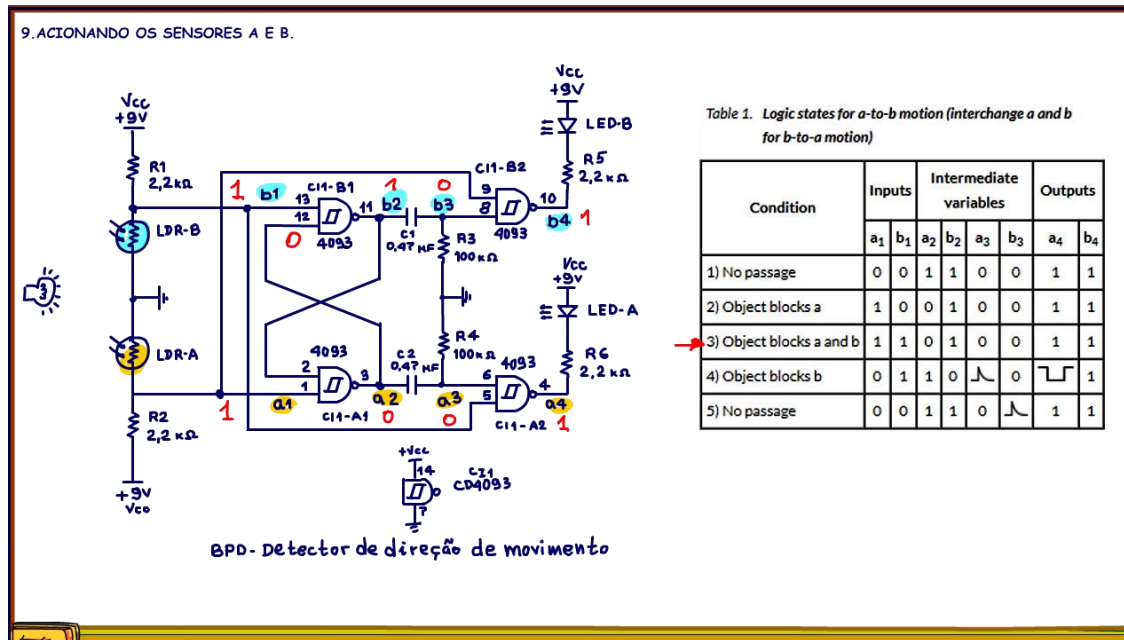 9.ACIONANDO OS SENSORES A E B.
Vcc
+9V
R1
2,2kΩ
LDR-B
LDR-A
R2
2,2 kΩ
+9V
Vcc
3
1
b1
13
12
0
CI1-B1
4093
11
1
b2
C1
0,47 µF
0
b3
R3
100kΩ
CI1-B2
9
8
4093
10
b4
1
Vcc
+9V
LED-B
R5
2,2 kΩ
1
a1
2
1
4093
CI1-A1
3
a2
0
C2
0,47 µF
a3
0
R4
100kΩ
4093
6
5
CI1-A2
4
a4
1
Vcc
+9v
LED-A
R6
2,2 kΩ
+Vcc
14
7
CI1
CD4093
BPD- Detector de direção de movimento
Table 1. Logic states for a-to-b motion (interchange a and b
for b-to-a motion)
Condition Inputs Intermediate variables Outputs
a1 b1 a2 b2 a3 b3 a4 b4
1) No passage 0 0 1 1 0 0 1 1
2) Object blocks a 1 0 0 1 0 0 1 1
3) Object blocks a and b 1 1 0 1 0 0 1 1
4) Object blocks b 0 1 1 0 0 1
5) No passage 0 0 1 1 0 1 1